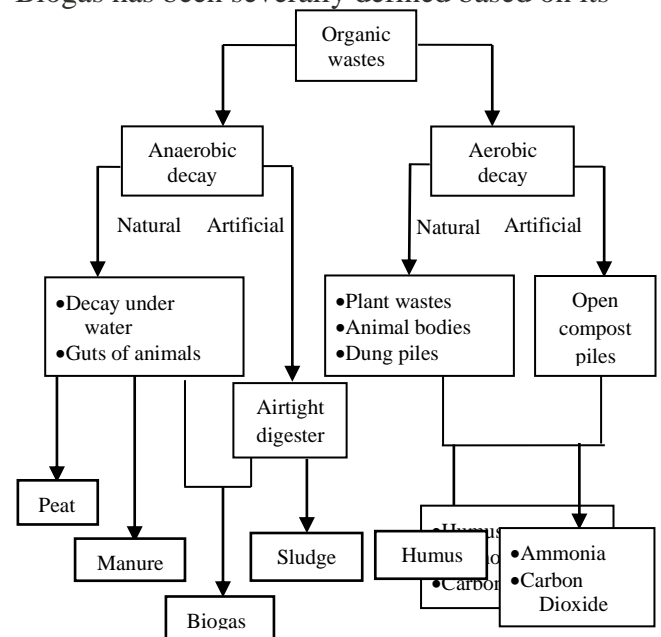 Biogas has been severally defined based on its
Organic
wastes
Anaerobic
decay
Aerobic
decay
Natural Artificial
Natural Artificial
•Decay under
water
•Guts of animals
•Plant wastes
•Animal bodies
•Dung piles
Open
compost
piles
Airtight
digester
Peat
Manure
Biogas
Sludge
Humus
•Humus
•Carbon
•Ammonia
•Carbon
Dioxide